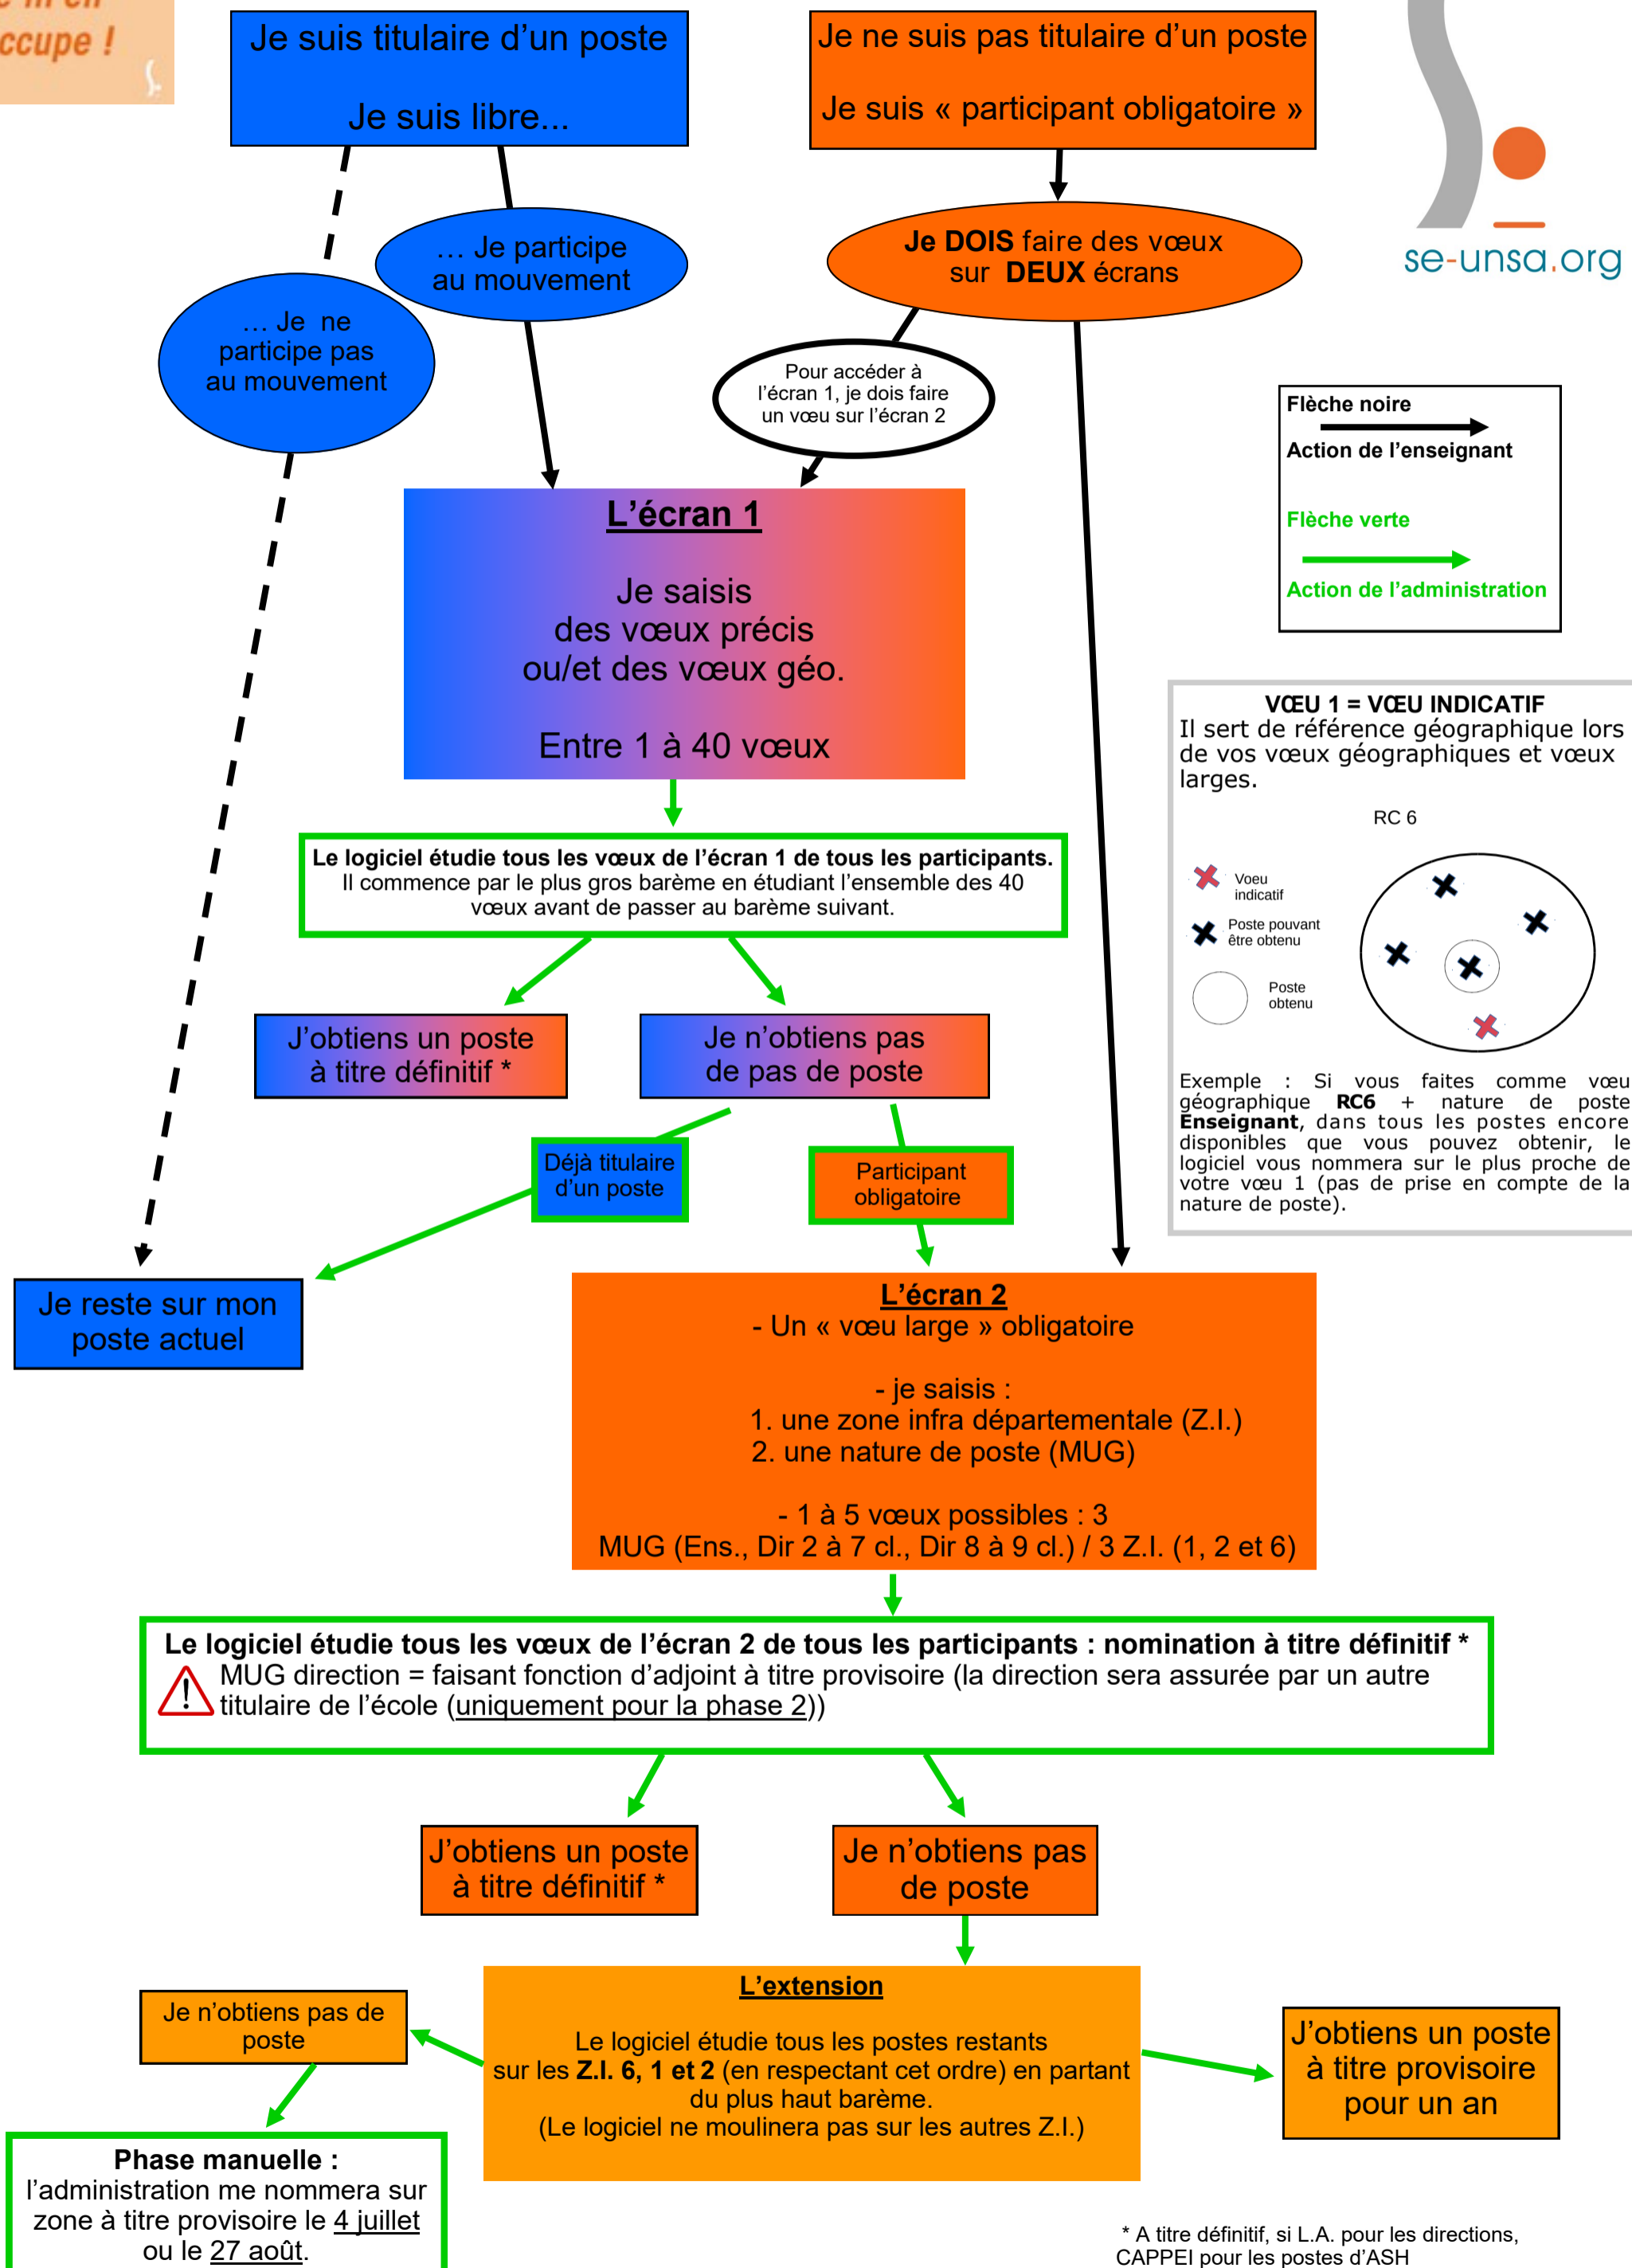 ccupe !
Je suis titulaire d’un poste
Je suis libre...
Je ne suis pas titulaire d’un poste
Je suis « participant obligatoire »
se-unsa.org
… Je participe
au mouvement
Je DOIS faire des vœux
sur DEUX écrans
… Je ne
participe pas
au mouvement
Pour accéder à
l’écran 1, je dois faire
un vœu sur l’écran 2
Flèche noire
Action de l’enseignant
Flèche verte
Action de l’administration
L’écran 1
Je saisis
des vœux précis
ou/et des vœux géo.
Entre 1 à 40 vœux
VŒU 1 = VŒU INDICATIF
Il sert de référence géographique lors
de vos vœux géographiques et vœux
larges.
RC 6
Voeu
indicatif
Poste pouvant
être obtenu
Poste
obtenu
Exemple : Si vous faites comme vœu
géographique RC6 + nature de poste
Enseignant, dans tous les postes encore
disponibles que vous pouvez obtenir, le
logiciel vous nommera sur le plus proche de
votre vœu 1 (pas de prise en compte de la
nature de poste).
Le logiciel étudie tous les vœux de l’écran 1 de tous les participants.
Il commence par le plus gros barème en étudiant l’ensemble des 40
vœux avant de passer au barème suivant.
J’obtiens un poste
à titre définitif *
Je n’obtiens pas
de pas de poste
Déjà titulaire
d’un poste
Participant
obligatoire
Je reste sur mon
poste actuel
L’écran 2
- Un « vœu large » obligatoire
- je saisis :
1. une zone infra départementale (Z.I.)
2. une nature de poste (MUG)
- 1 à 5 vœux possibles : 3
MUG (Ens., Dir 2 à 7 cl., Dir 8 à 9 cl.) / 3 Z.I. (1, 2 et 6)
Le logiciel étudie tous les vœux de l’écran 2 de tous les participants : nomination à titre définitif *
MUG direction = faisant fonction d’adjoint à titre provisoire (la direction sera assurée par un autre
titulaire de l’école (uniquement pour la phase 2))
J’obtiens un poste
à titre définitif *
Je n’obtiens pas
de poste
L’extension
Le logiciel étudie tous les postes restants
sur les Z.I. 6, 1 et 2 (en respectant cet ordre) en partant
du plus haut barème.
(Le logiciel ne moulinera pas sur les autres Z.I.)
Je n’obtiens pas de
poste
J’obtiens un poste
à titre provisoire
pour un an
Phase manuelle :
l’administration me nommera sur
zone à titre provisoire le 4 juillet
ou le 27 août.
* A titre définitif, si L.A. pour les directions,
CAPPEI pour les postes d’ASH